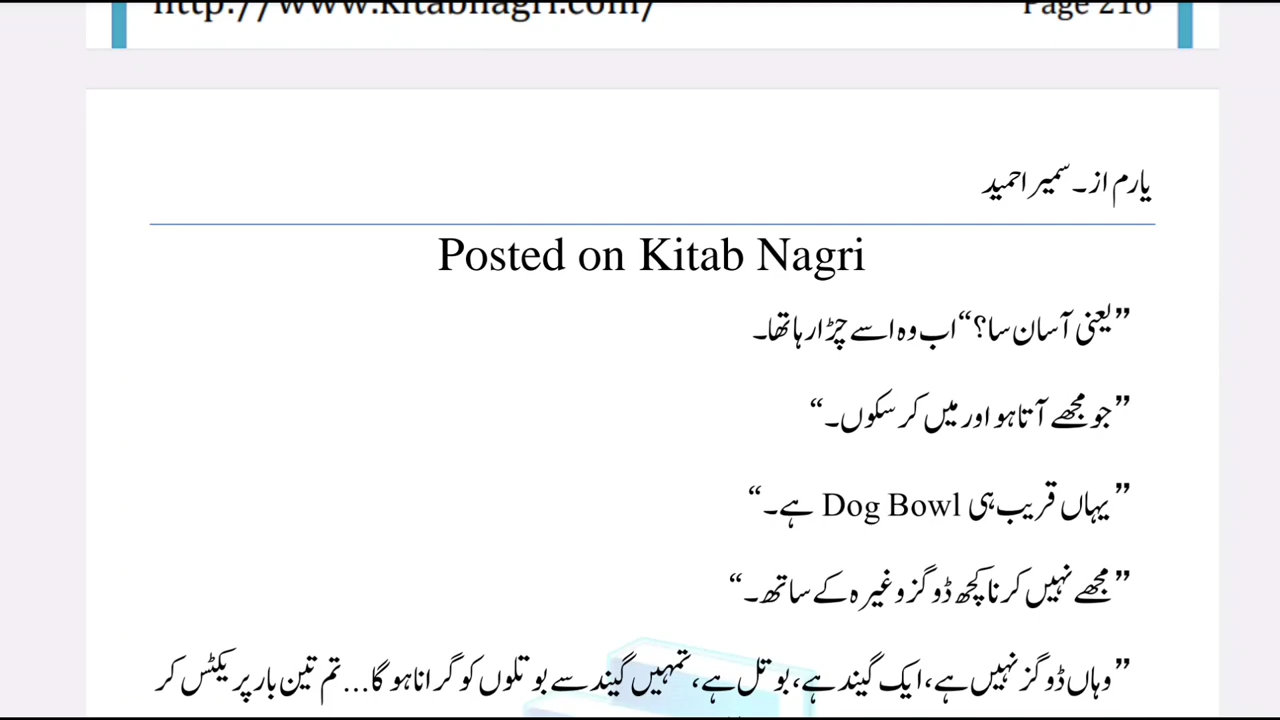 http://www.kitabnagri.com/ Page 216
یارم از۔ سمیرا حمید
Posted on Kitab Nagri
”یعنی آسان سا؟“ اب وہ اسے چڑا رہا تھا۔
”جو مجھے آتا ہو اور میں کر سکوں۔“
”یہاں قریب ہی Dog Bowl ہے۔“
”مجھے نہیں کرنا کچھ ڈوگز وغیرہ کے ساتھ۔“
”وہاں ڈوگز نہیں ہے، ایک گیند ہے، بوتل ہے، تمہیں گیند سے بوتلوں کو گرانا ہو گا... تم تین بار پریکٹس کر